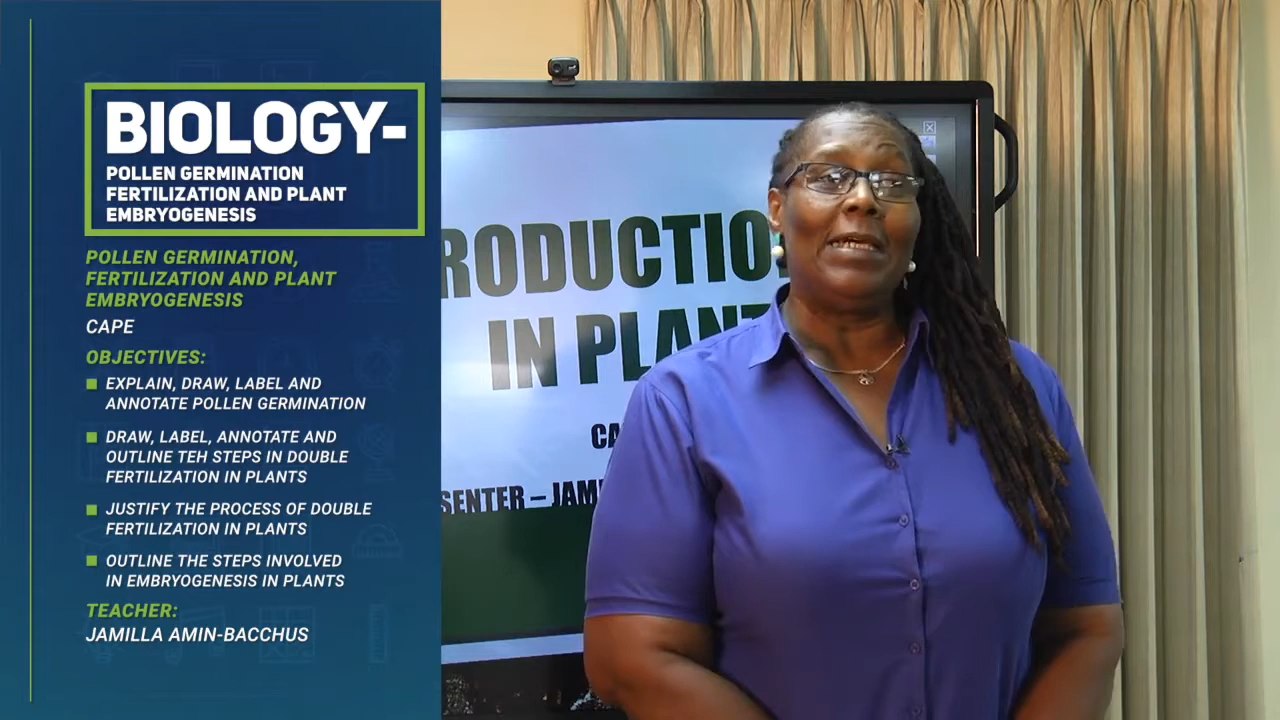 BIOLOGY-
POLLEN GERMINATION
FERTILIZATION AND PLANT
EMBRYOGENESIS
POLLEN GERMINATION,
FERTILIZATION AND PLANT
EMBRYOGENESIS
CAPE
OBJECTIVES:
EXPLAIN, DRAW, LABEL AND
ANNOTATE POLLEN GERMINATION
DRAW, LABEL, ANNOTATE AND
OUTLINE TEH STEPS IN DOUBLE
FERTILIZATION IN PLANTS
JUSTIFY THE PROCESS OF DOUBLE
FERTILIZATION IN PLANTS
OUTLINE THE STEPS INVOLVED
IN EMBRYOGENESIS IN PLANTS
TEACHER:
JAMILLA AMIN-BACCHUS
RODUCTIO
IN PLANT
CA
SENTER – JAMI